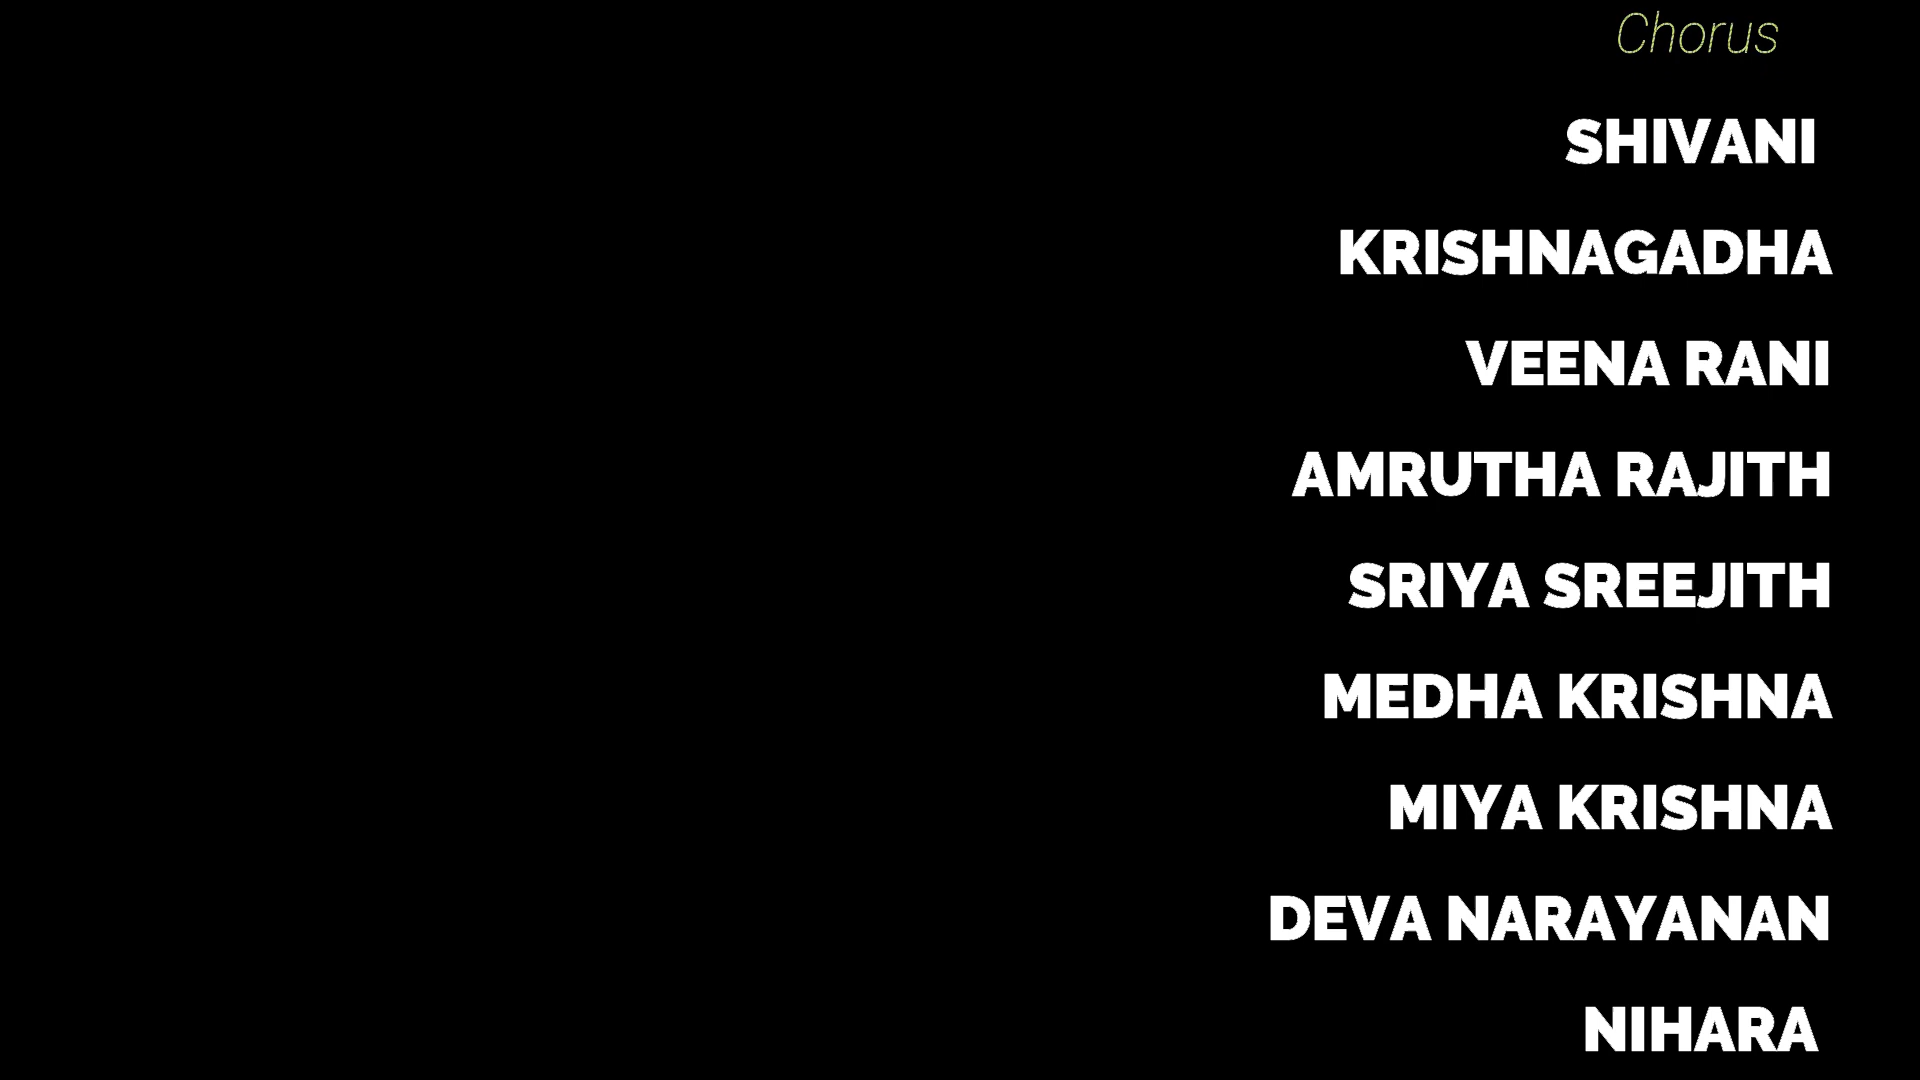 Chorus
SHIVANI
KRISHNAGADHA
VEENA RANI
AMRUTHA RAJITH
SRIYA SREEJITH
MEDHA KRISHNA
MIYA KRISHNA
DEVA NARAYANAN
NIHARA